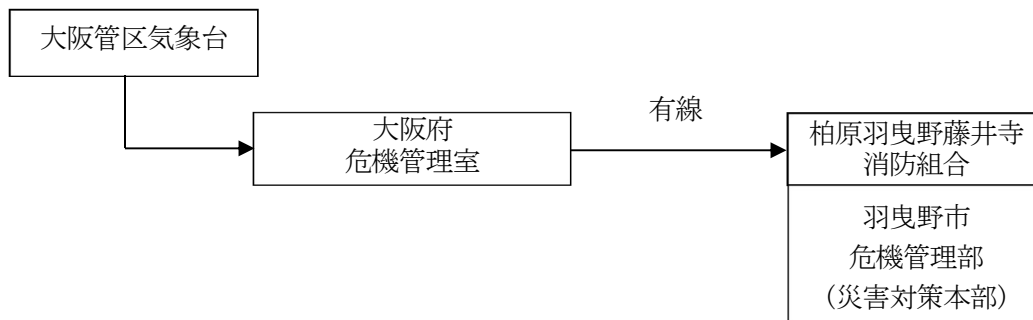 大阪管区気象台
大阪府
危機管理室
有線
柏原羽曳野藤井寺
消防組合
羽曳野市
危機管理部
（災害対策本部）